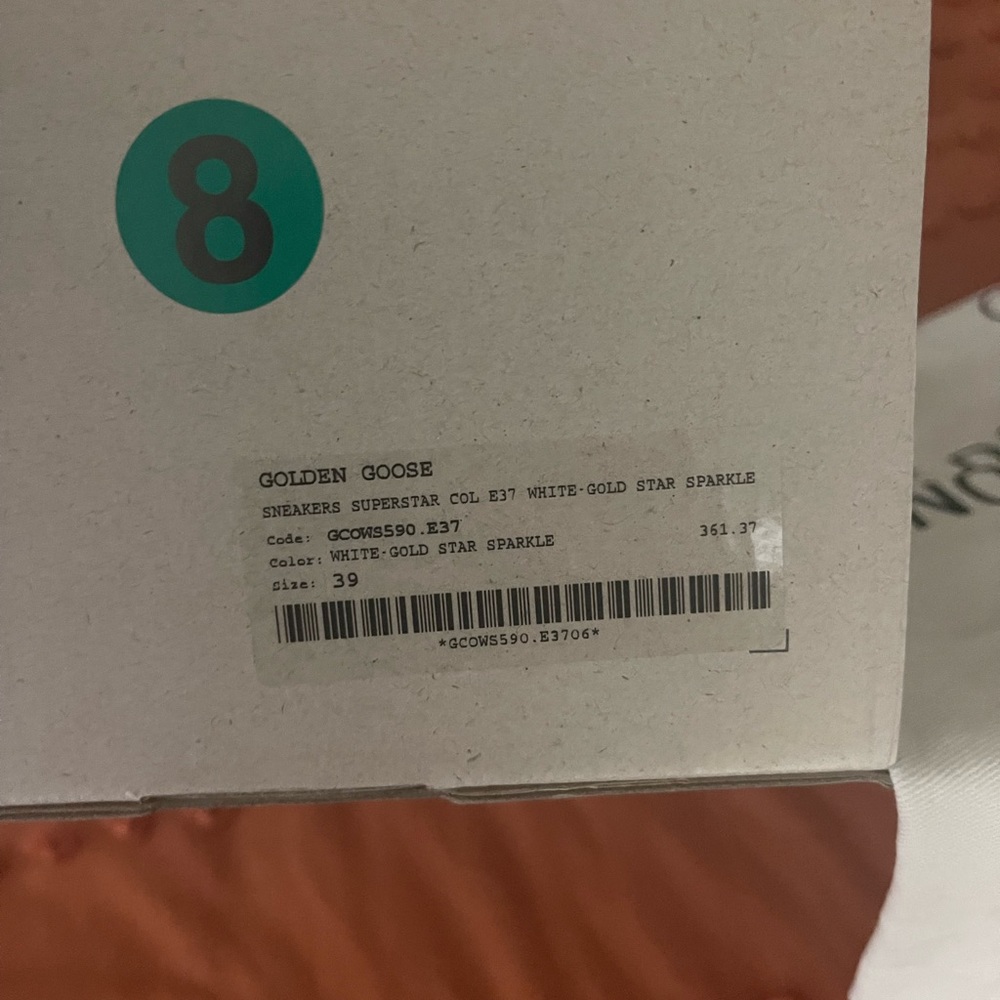 8
GOLDEN GOOSE
SNEAKERS SUPERSTAR COL E37 WHITE-GOLD STAR SPARKLE
Code: GCOWS590.E37
361.37
Color: WHITE-GOLD STAR SPARKLE
Size: 39
*GCOWS590.E3706*